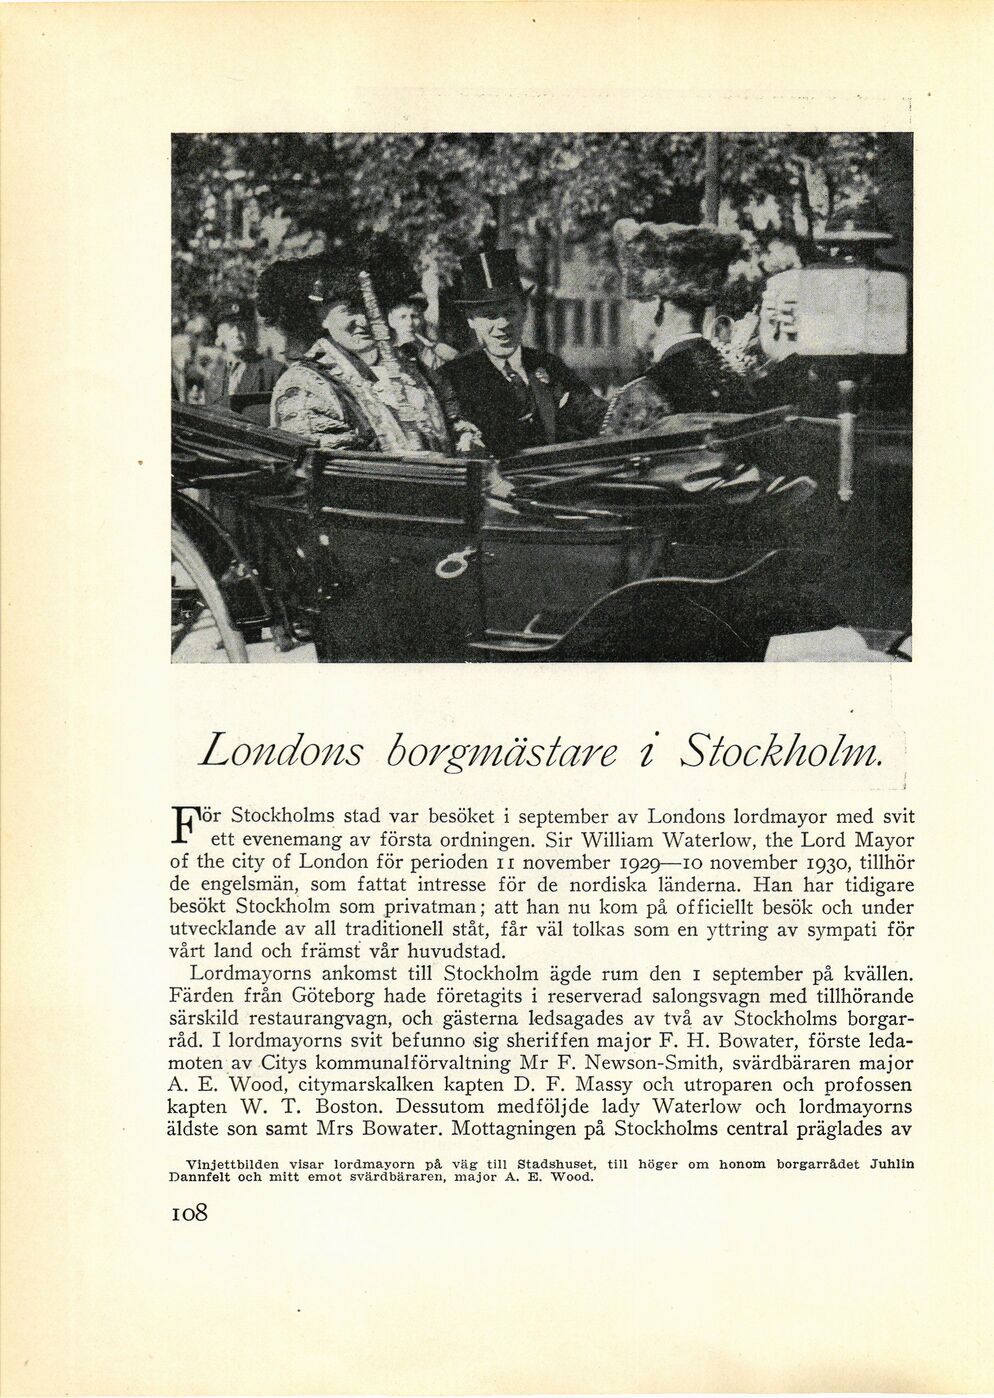 Londons borgmästare i Stockholm.
För Stockholms stad var besöket i september av Londons lordmayor med svit
ett evenemang av första ordningen. Sir William Waterlow, the Lord Mayor
of the city of London för perioden 11 november 1929—10 november 1930, tillhör
de engelsmän, som fattat intresse för de nordiska länderna. Han har tidigare
besökt Stockholm som privatman; att han nu kom på officiellt besök och under
utvecklande av all traditionell ståt, får väl tolkas som en yttring av sympati för
vårt land och främst vår huvudstad.
Lordmayorns ankomst till Stockholm ägde rum den 1 september på kvällen.
Färden från Göteborg hade företagits i reserverad salongsvagn med tillhörande
särskild restaurangvagn, och gästerna ledsagades av två av Stockholms borgar-
råd. I lordmayorns svit befunno sig sheriffen major F. H. Bowater, förste leda-
moten av Citys kommunalförvaltning Mr F. Newson-Smith, svärdbäraren major
A. E. Wood, citymarskalken kapten D. F. Massy och utroparen och profossen
kapten W. T. Boston. Dessutom medföljde lady Waterlow och lordmayorns
äldste son samt Mrs Bowater. Mottagningen på Stockholms central präglades av
Vinjettbilden visar lordmayorn på väg till Stadshuset, till höger om honom borgarrådet Juhlin
Dannfelt och mitt emot svärdbäraren, major A. E. Wood.
108